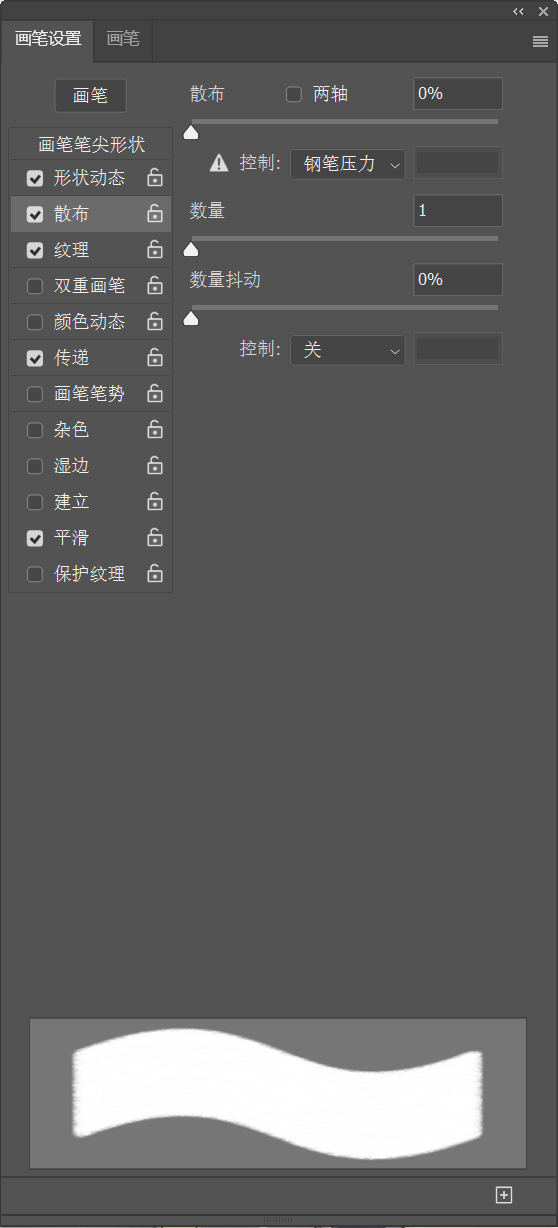 画笔设置 画笔
画笔
画笔笔尖形状
形状动态
散布
纹理
双重画笔
颜色动态
传递
画笔笔势
杂色
湿边
建立
平滑
保护纹理
散布 两轴 0%
控制: 钢笔压力
数量 1
数量抖动 0%
控制: 关